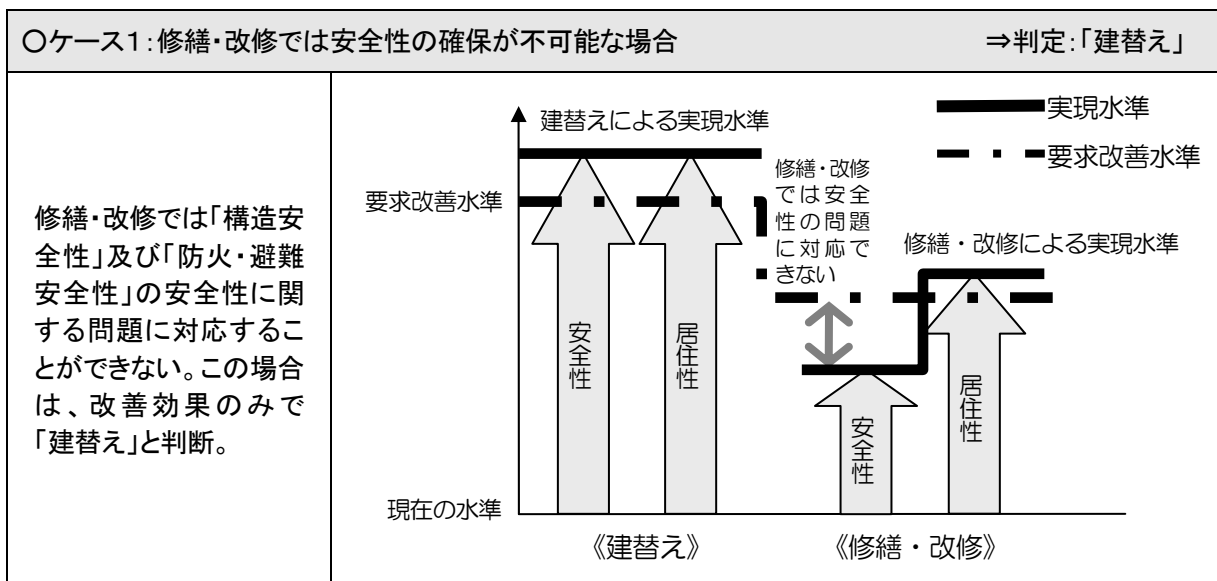 〇ケース1：修繕・改修では安全性の確保が不可能な場合 ⇒判定：「建替え」
修繕・改修では「構造安
全性」及び「防火・避難
安全性」の安全性に関
する問題に対応するこ
とができない。この場合
は、改善効果のみで
「建替え」と判断。
建替えによる実現水準
実現水準
要求改善水準
要求改善水準
修繕・改修
では安全
性の問題
に対応で
きない
修繕・改修による実現水準
安全性
居住性
安全性
居住性
現在の水準
《建替え》
《修繕・改修》